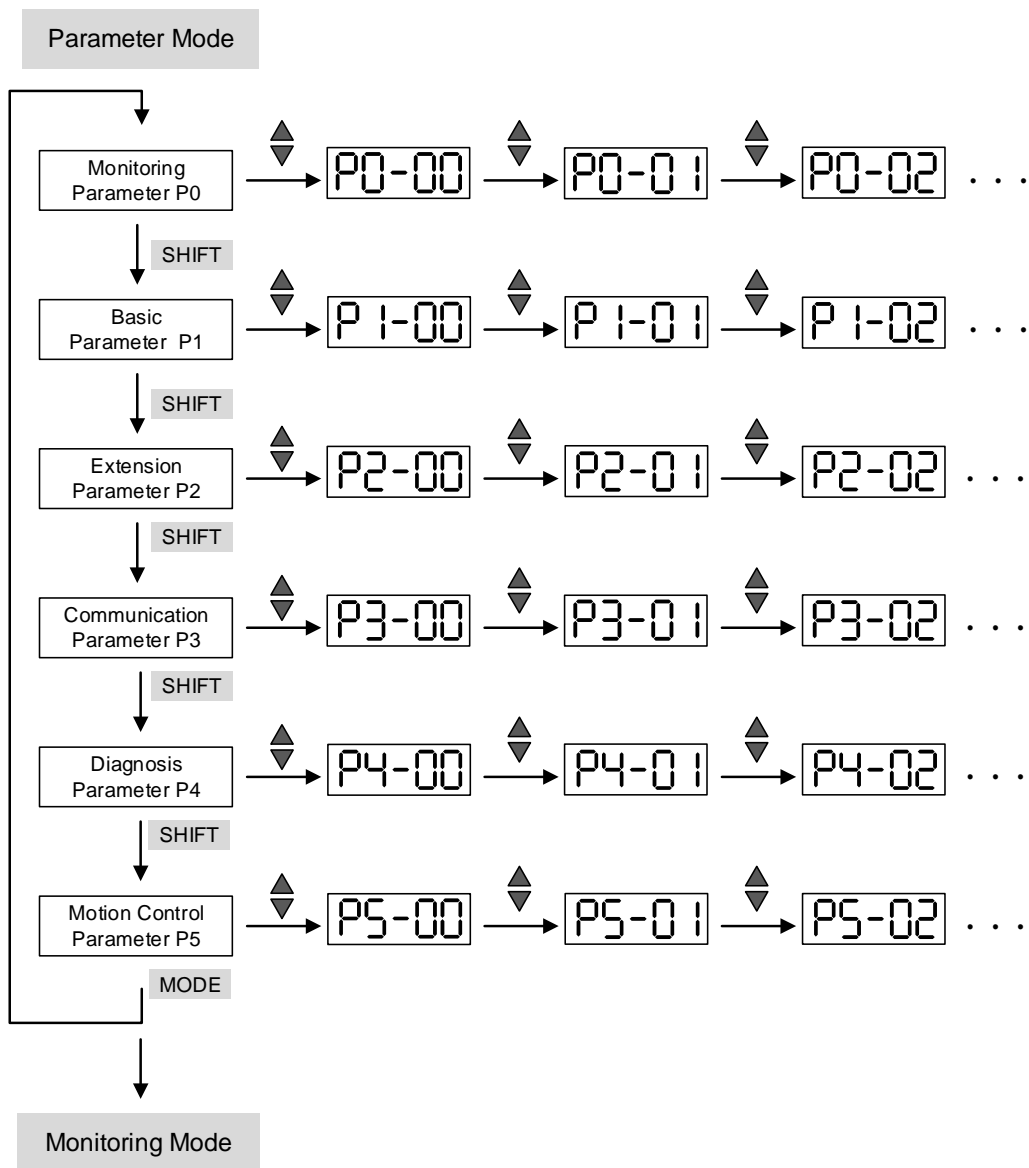 Parameter Mode
Monitoring
Parameter P0
P0-00
P0-01
P0-02
. . .
SHIFT
Basic
Parameter P1
P1-00
P1-01
P1-02
. . .
SHIFT
Extension
Parameter P2
P2-00
P2-01
P2-02
. . .
SHIFT
Communication
Parameter P3
P3-00
P3-01
P3-02
. . .
SHIFT
Diagnosis
Parameter P4
P4-00
P4-01
P4-02
. . .
SHIFT
Motion Control
Parameter P5
P5-00
P5-01
P5-02
. . .
MODE
Monitoring Mode